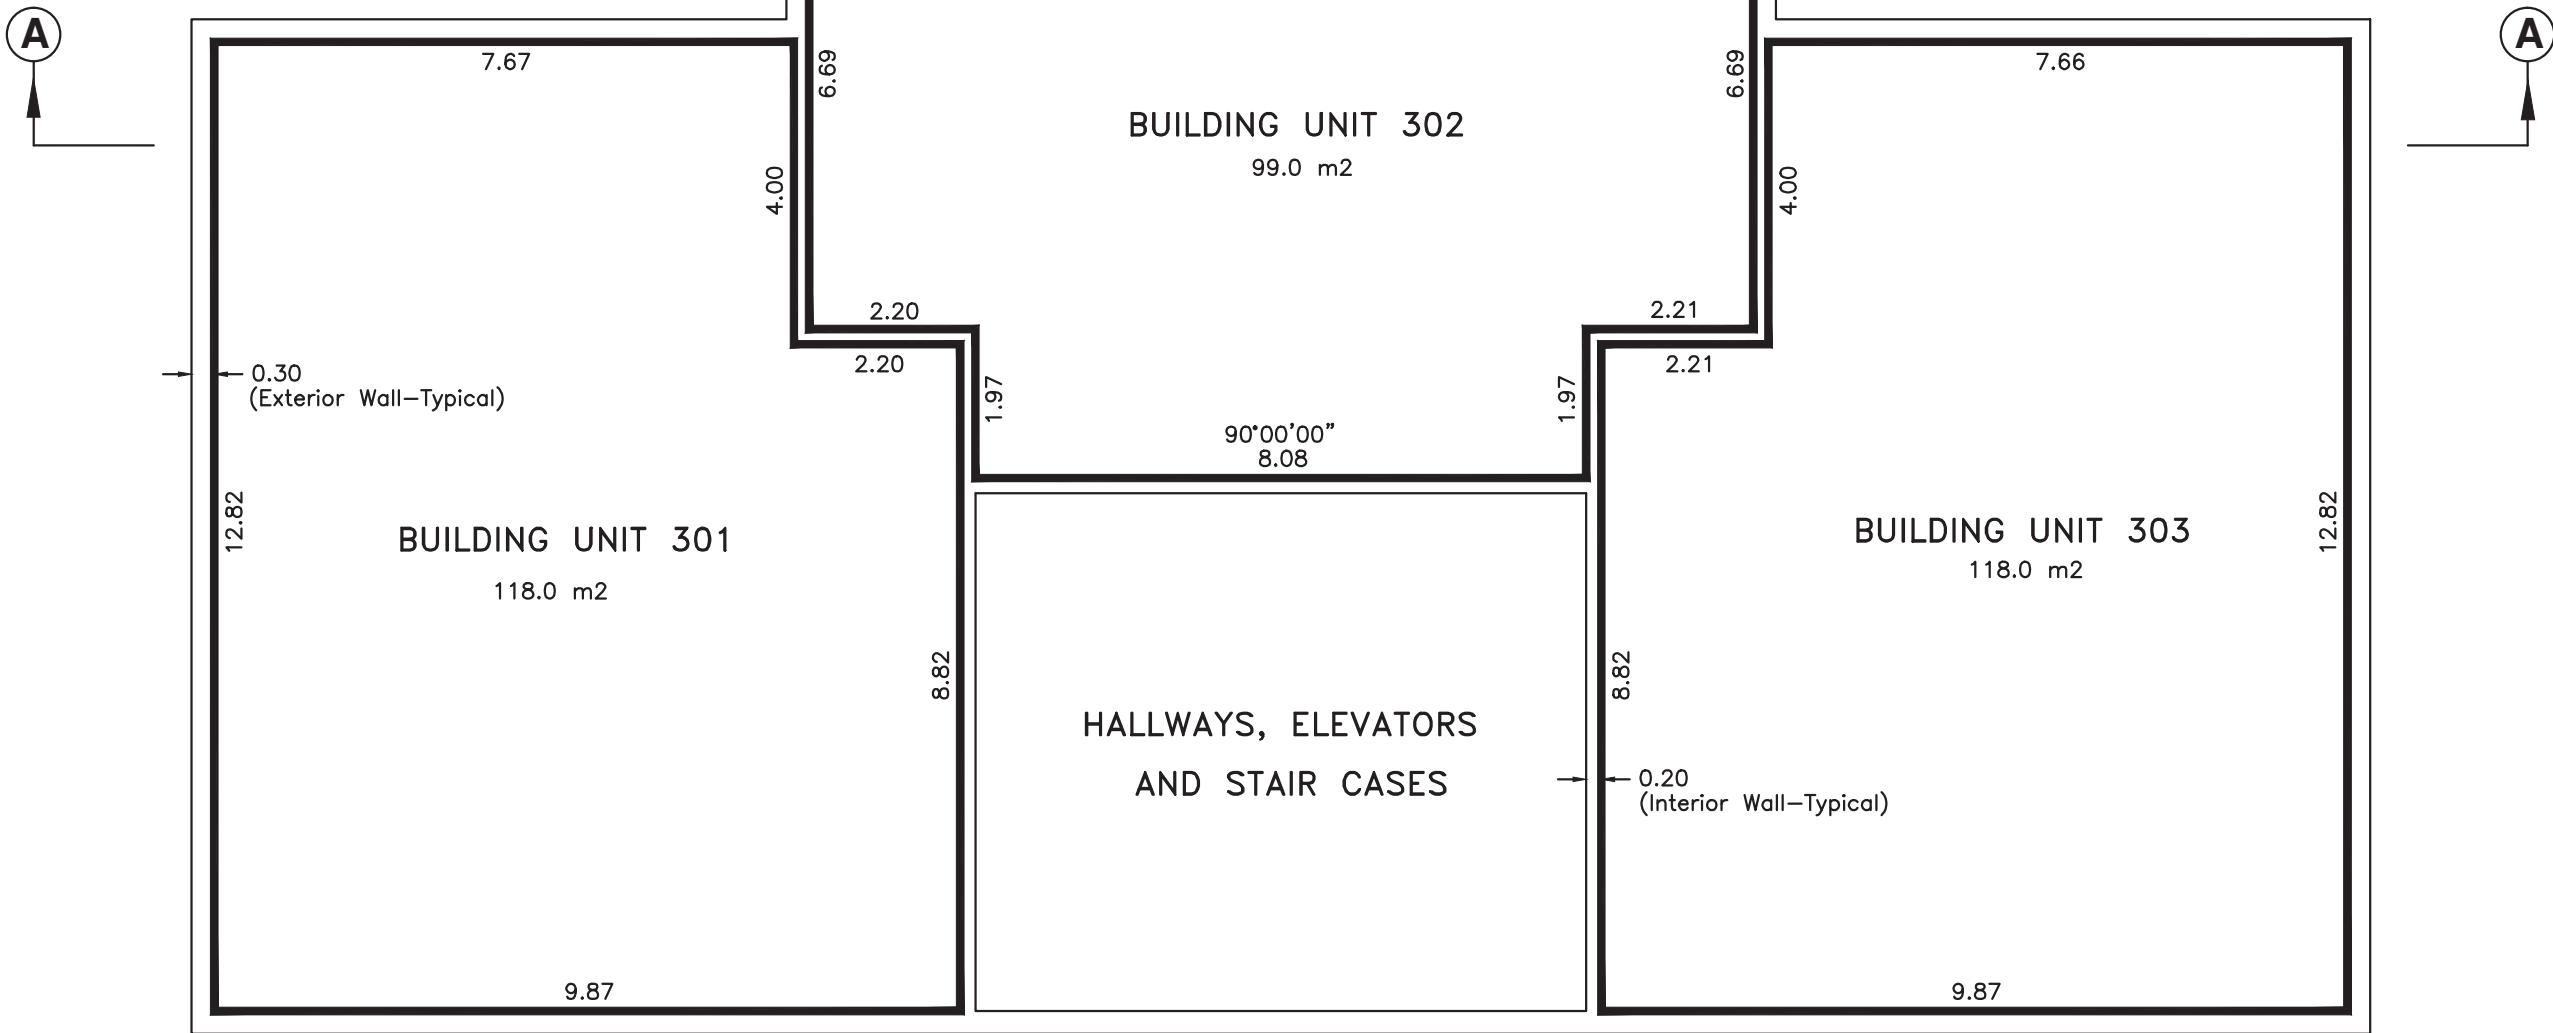 A
A
7.67
6.69
6.69
7.66
BUILDING UNIT 302
99.0 m2
4.00
4.00
2.20
2.21
2.20
2.21
0.30
(Exterior Wall-Typical)
1.97
1.97
90°00'00"
8.08
12.82
BUILDING UNIT 301
118.0 m2
BUILDING UNIT 303
118.0 m2
12.82
8.82
8.82
HALLWAYS, ELEVATORS
AND STAIR CASES
0.20
(Interior Wall-Typical)
9.87
9.87